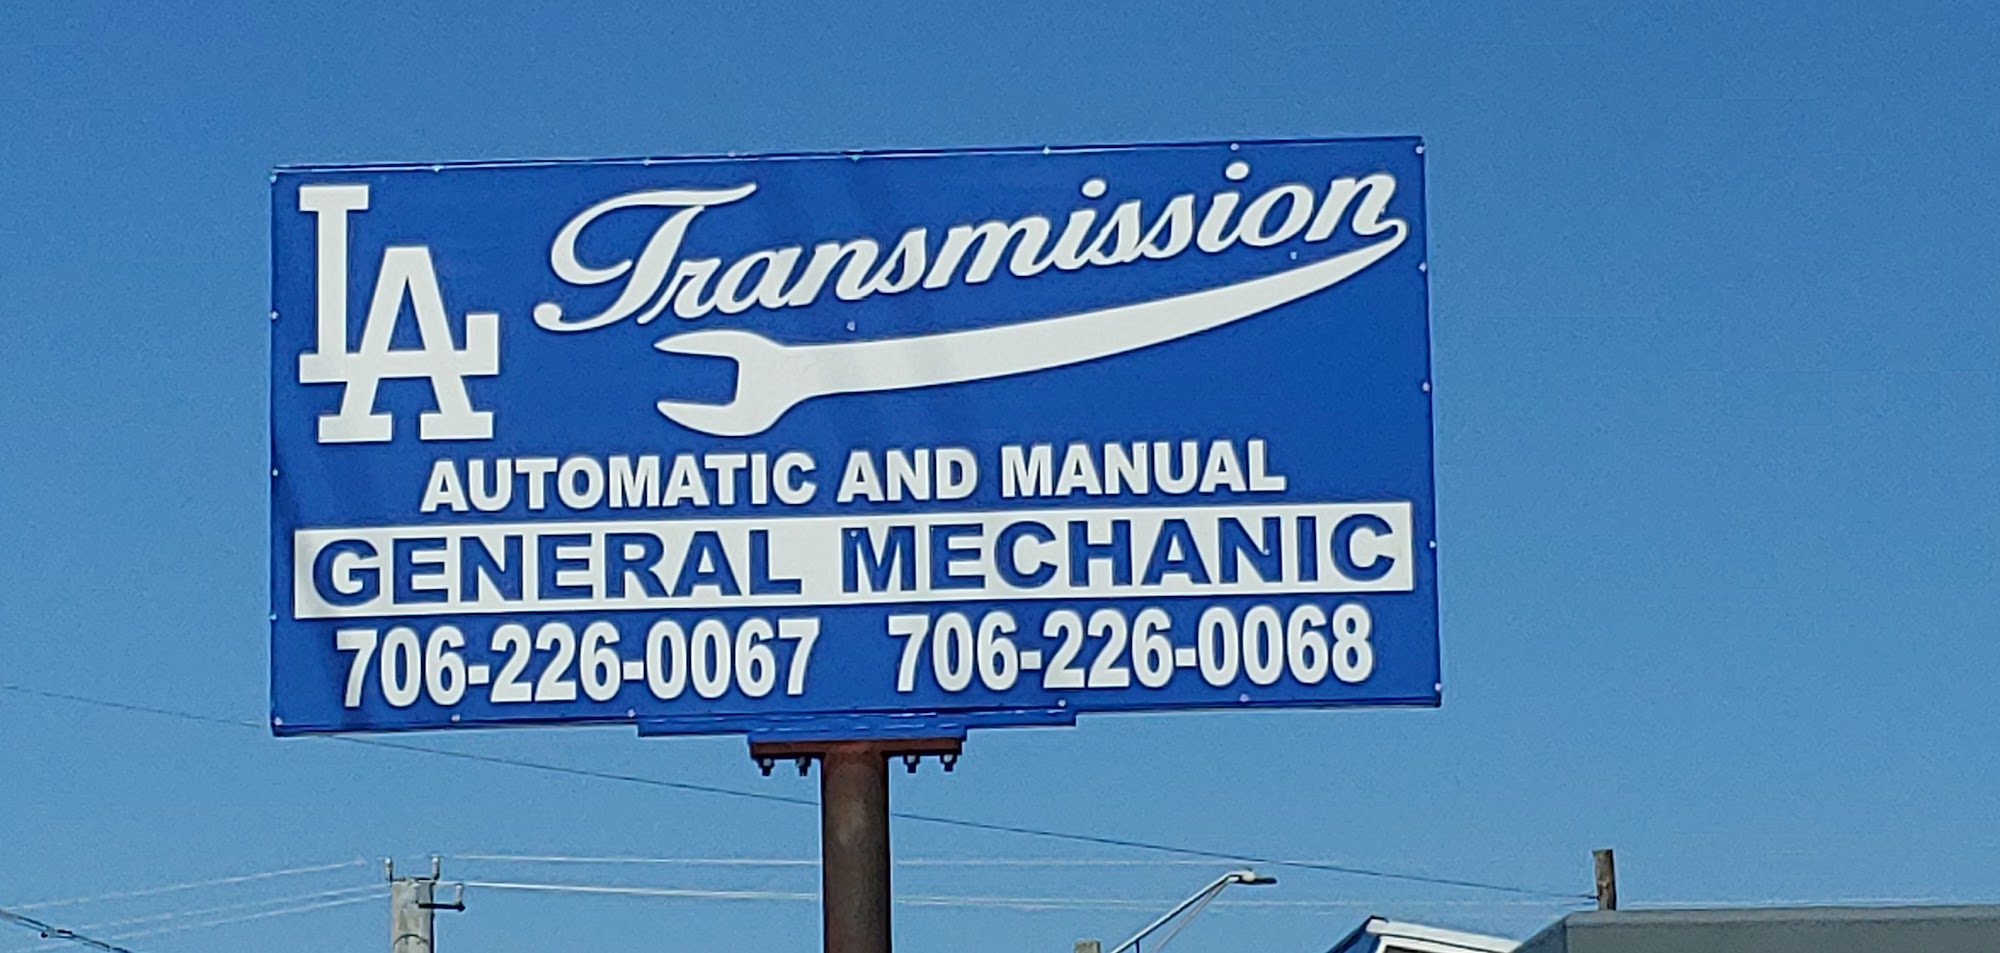 LA Transmission
AUTOMATIC AND MANUAL
GENERAL MECHANIC
706-226-0067 706-226-0068